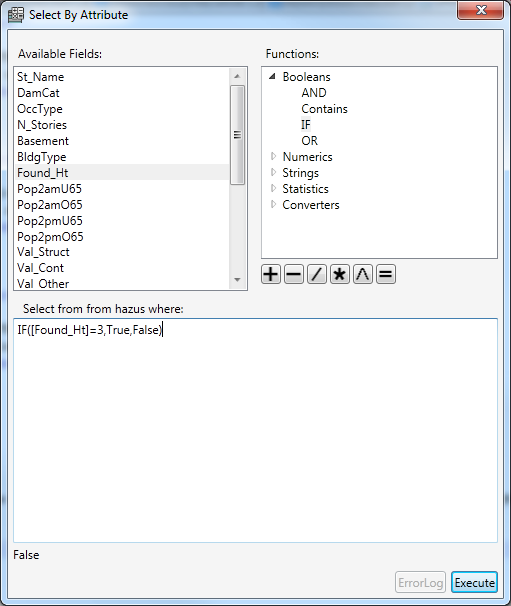 Select By Attribute
Available Fields:
St_Name
DamCat
OccType
N_Stories
Basement
BldgType
Found_Ht
Pop2amU65
Pop2amO65
Pop2pmU65
Pop2pmO65
Val_Struct
Val_Cont
Val_Other
Functions:
Booleans
AND
Contains
IF
OR
Numerics
Strings
Statistics
Converters
+ - / * ^ =
Select from from hazus where:
IF([Found_Ht]=3,True,False)
False
ErrorLog Execute